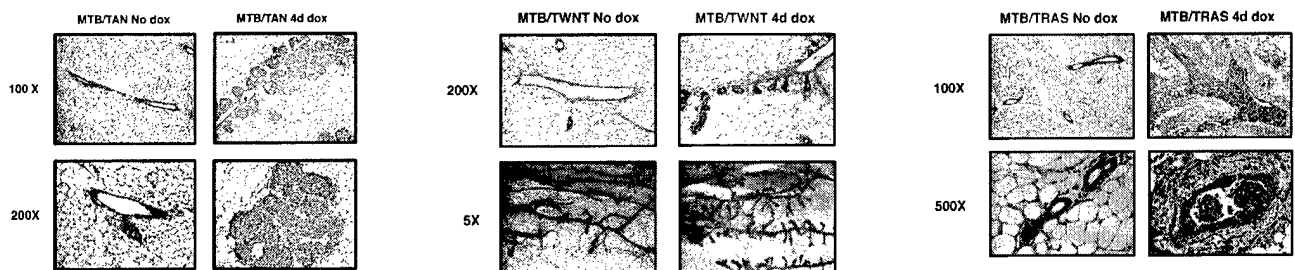 MTB/TAN No dox MTB/TAN 4d dox
100 X
200X
MTB/TWNT No dox MTB/TWNT 4d dox
200X
5X
MTB/TRAS No dox MTB/TRAS 4d dox
100X
500X